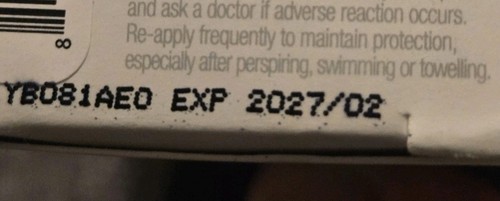 and ask a doctor if adverse reaction occurs.
Re-apply frequently to maintain protection,
especially after perspiring, swimming or towelling.
8
YB081AE0 EXP 2027/02